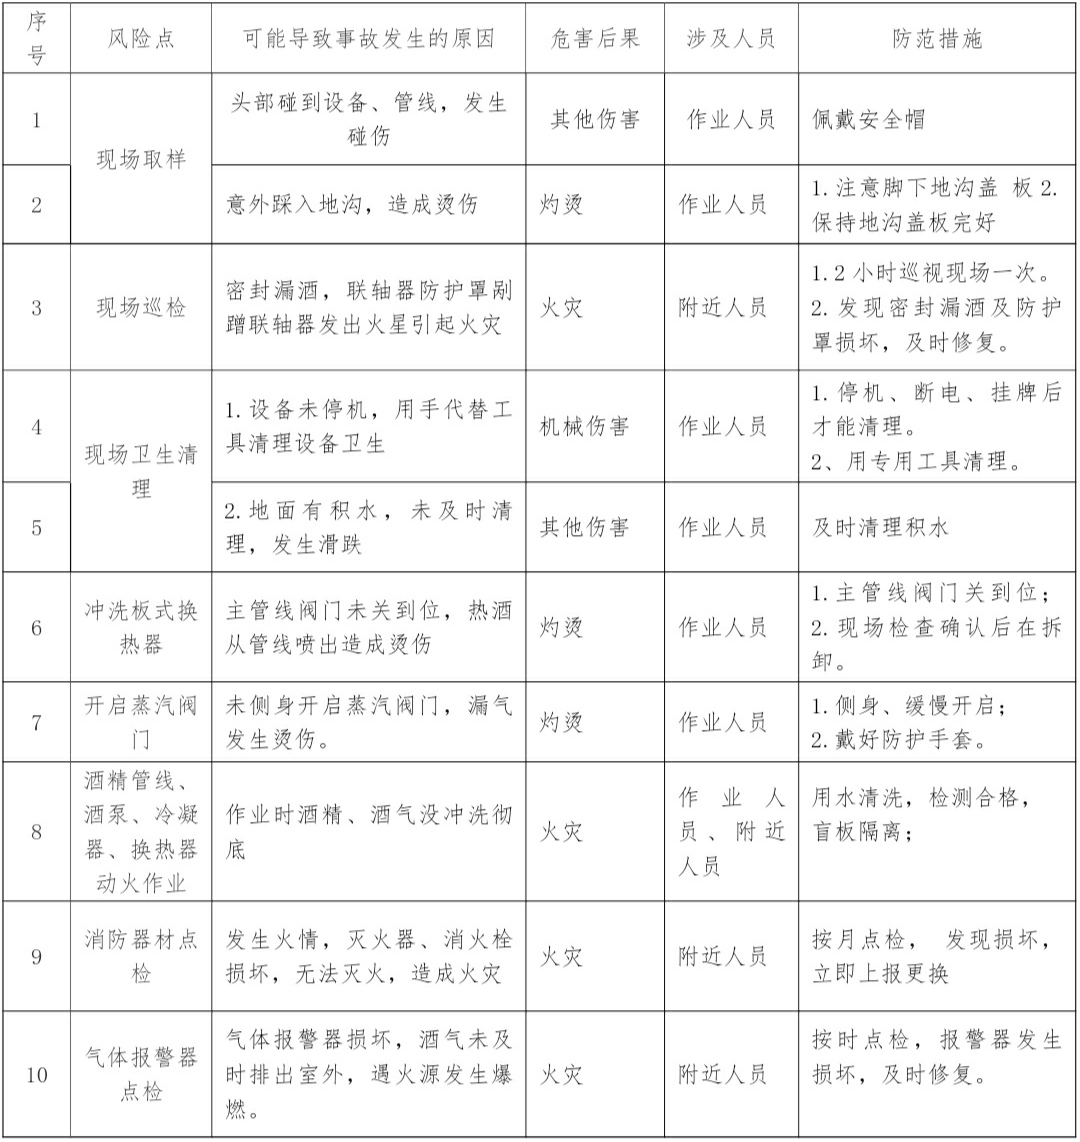 序号
风险点
可能导致事故发生的原因
危害后果
涉及人员
防范措施
1
现场取样
头部碰到设备、管线，发生
碰伤
其他伤害
作业人员
佩戴安全帽
2
意外踩入地沟，造成烫伤
灼烫
作业人员
1.注意脚下地沟盖 板2.
保持地沟盖板完好
3
现场巡检
密封漏酒，联轴器防护罩剐
蹭联轴器发出火星引起火灾
火灾
附近人员
1.2小时巡视现场一次。
2.发现密封漏酒及防护
罩损坏，及时修复。
4
现场卫生清
理
1.设备未停机，用手代替工
具清理设备卫生
机械伤害
作业人员
1.停机、断电、挂牌后
才能清理。
2、用专用工具清理。
5
2.地面有积水，未及时清
理，发生滑跌
其他伤害
作业人员
及时清理积水
6
冲洗板式换
热器
主管线阀门未关到位，热酒
从管线喷出造成烫伤
灼烫
作业人员
1.主管线阀门关到位；
2.现场检查确认后在拆
卸。
7
开启蒸汽阀
门
未侧身开启蒸汽阀门，漏气
发生烫伤。
灼烫
作业人员
1.侧身、缓慢开启；
2.戴好防护手套。
8
酒精管线、
酒泵、冷凝
器、换热器
动火作业
作业时酒精、酒气没冲洗彻
底
火灾
作业人
员、附近
人员
用水清洗，检测合格，
盲板隔离；
9
消防器材点
检
发生火情，灭火器、消火栓
损坏，无法灭火，造成火灾
火灾
附近人员
按月点检， 发现损坏，
立即上报更换
10
气体报警器
点检
气体报警器损坏，酒气未及
时排出室外，遇火源发生爆
燃。
火灾
附近人员
按时点检，报警器发生
损坏，及时修复。